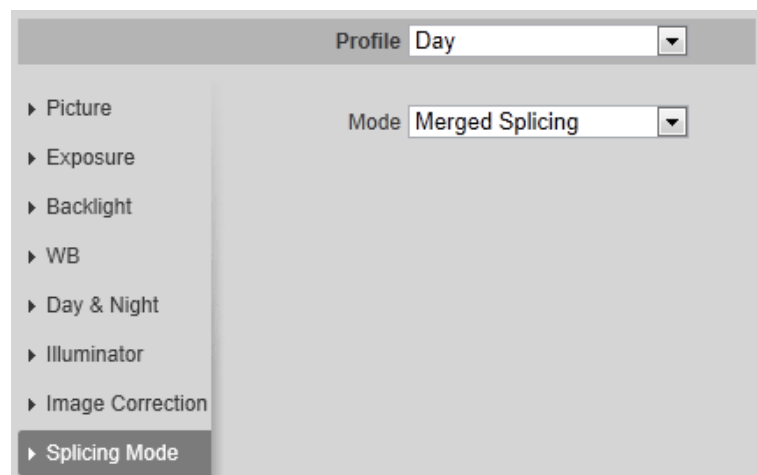 Profile Day
Picture
Mode Merged Splicing
Exposure
Backlight
WB
Day & Night
Illuminator
Image Correction
Splicing Mode